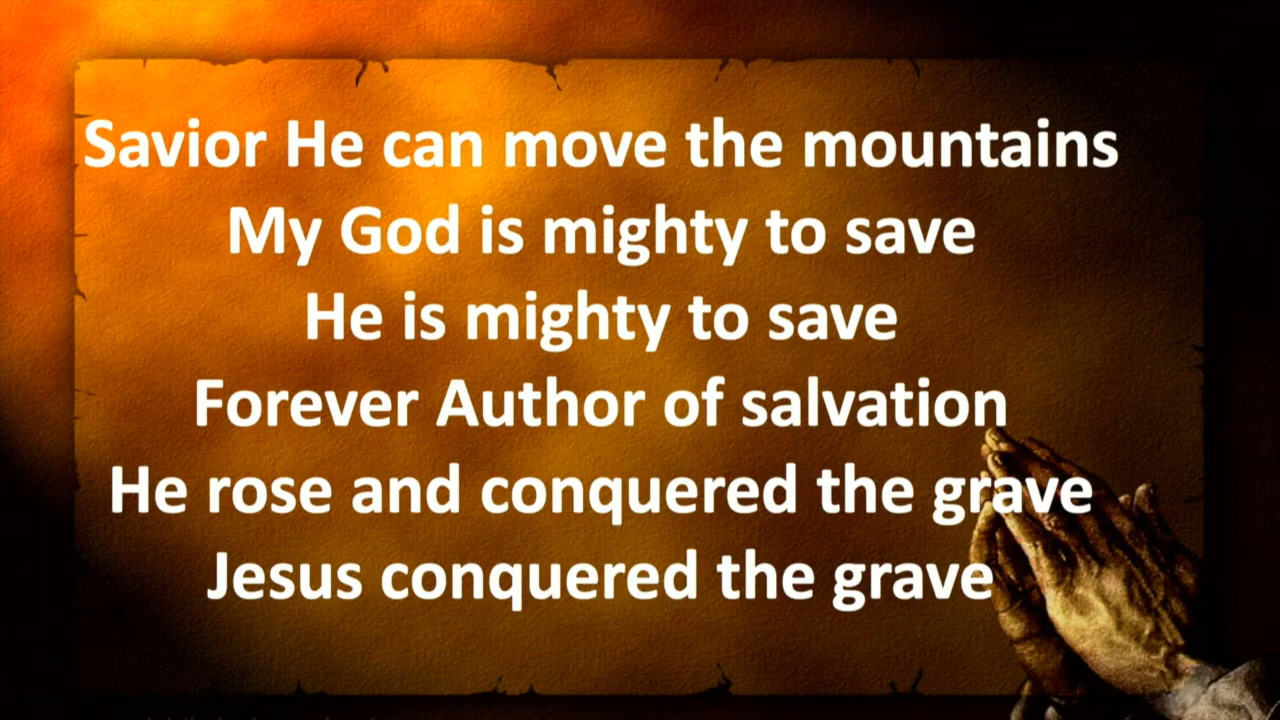 Savior He can move the mountains
My God is mighty to save
He is mighty to save
Forever Author of salvation
He rose and conquered the grave
Jesus conquered the grave